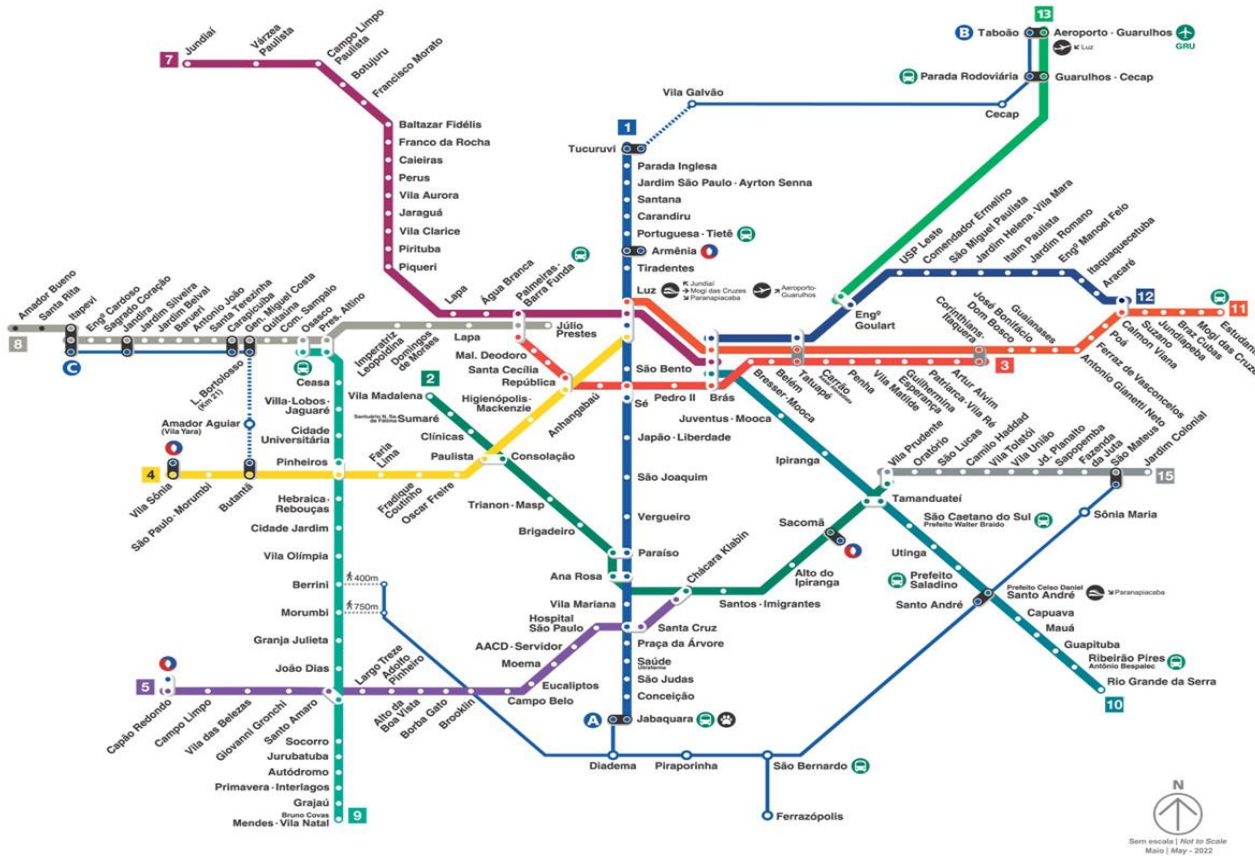 7
Jundiaí
Várzea
Paulista
Campo Limpo
Paulista
Botujuru
Francisco Morato
Baltazar Fidélis
Franco da Rocha
Caieiras
Perus
Vila Aurora
Jaraguá
Vila Clarice
Pirituba
Piqueri
Lapa
Água Branca
Palmeiras-
Barra Funda
13
B
Taboão
Aeroporto - Guarulhos
GRU
Luz
Parada Rodoviária
Guarulhos - Cecap
Vila Galvão
Cecap
1
Tucuruvi
Parada Inglesa
Jardim São Paulo - Ayrton Senna
Santana
Carandiru
Portuguesa - Tietê
Armênia
Tiradentes
Luz
Jundiaí
Mogi das Cruzes
Paranapiacaba
Aeroporto-
Guarulhos
São Bento
Sé
Japão - Liberdade
São Joaquim
Vergueiro
Paraíso
Ana Rosa
Vila Mariana
Santa Cruz
Praça da Árvore
Saúde
Ultrafarma
São Judas
Conceição
A
Jabaquara
USP Leste
Comendador Ermelino
São Miguel Paulista
Jardim Helena - Vila Mara
Itaim Paulista
Jardim Romano
Engº Manoel Feio
Itaquaquecetuba
Aracaré
12
Engº
Goulart
11
Estudantes
Mogi das Cruzes
Braz Cubas
Jundiapeba
Suzano
Calmon Viana
Poá
Ferraz de Vasconcelos
Antonio Gianetti Neto
Guaianases
José Bonifácio
Dom Bosco
Corinthians-
Itaquera
3
Artur Alvim
Patriarca - Vila Ré
Guilhermina
Esperança
Vila Matilde
Penha
Carrão
Tatuapé
Belém
Bresser - Mooca
Brás
Pedro II
Anhangabaú
República
Santa Cecília
Mal. Deodoro
8
Amador Bueno
Santa Rita
Itapevi
Engº Cardoso
Sagrado Coração
Jandira
Jardim Silveira
Jardim Belval
Barueri
Antonio João
Santa Terezinha
Carapicuíba
Gen. Miguel Costa
Quitaúna
Com. Sampaio
Osasco
Pres. Altino
Imperatriz
Leopoldina
Domingos
de Moraes
Lapa
Júlio
Prestes
C
L. Bortolosso
(Km 21)
Amador Aguiar
(Vila Yara)
Ceasa
Villa-Lobos-
Jaguaré
Cidade
Universitária
Pinheiros
Hebraica -
Rebouças
Cidade Jardim
Vila Olímpia
Berrini
400m
Morumbi
750m
Granja Julieta
João Dias
Socorro
Jurubatuba
Autódromo
Primavera - Interlagos
Grajaú
Bruno Covas
Mendes - Vila Natal
9
4
Vila Sônia
São Paulo - Morumbi
Butantã
Faria
Lima
Fradique
Coutinho
Oscar Freire
Paulista
Higienópolis-
Mackenzie
2
Vila Madalena
Santuário N. Sa.
de Fátima
Sumaré
Clínicas
Consolação
Trianon - Masp
Brigadeiro
Chácara Klabin
Santos - Imigrantes
Alto do
Ipiranga
Sacomã
Tamanduateí
Vila Prudente
Oratório
São Lucas
Camilo Haddad
Vila Tolstói
Vila União
Jd. Planalto
Sapopemba
Fazenda
da Juta
São Mateus
Jardim Colonial
15
Juventus - Mooca
Ipiranga
São Caetano do Sul
Prefeito Walter Braido
Utinga
Prefeito
Saladino
Prefeito Celso Daniel
Santo André
Paranapiacaba
Santo André
Capuava
Mauá
Guapituba
Ribeirão Pires
Antônio Bespalec
Rio Grande da Serra
10
Sônia Maria
5
Capão Redondo
Campo Limpo
Vila das Belezas
Giovanni Gronchi
Santo Amaro
Largo Treze
Adolfo
Pinheiro
Alto da
Boa Vista
Borba Gato
Brooklin
Campo Belo
Eucaliptos
Moema
AACD - Servidor
Hospital
São Paulo
Diadema
Piraporinha
São Bernardo
Ferrazópolis
N
Sem escala | Not to Scale
Maio | May - 2022